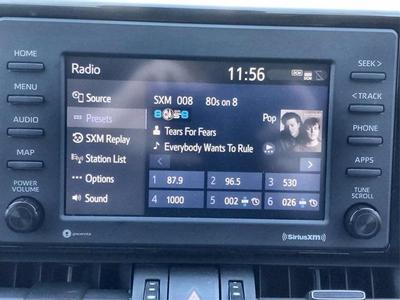 HOME
MENU
AUDIO
MAP
POWER
VOLUME
Radio
11:56
Source
Presets
SXM Replay
Station List
Options
Sound
SXM 008 80s on 8
Pop
Tears For Fears
Everybody Wants To Rule
1 87.9
2 96.5
3 530
4 1000
5 002
6 026
SEEK>
<TRACK
PHONE
APPS
TUNE
SCROLL
gracenote
SiriusXM